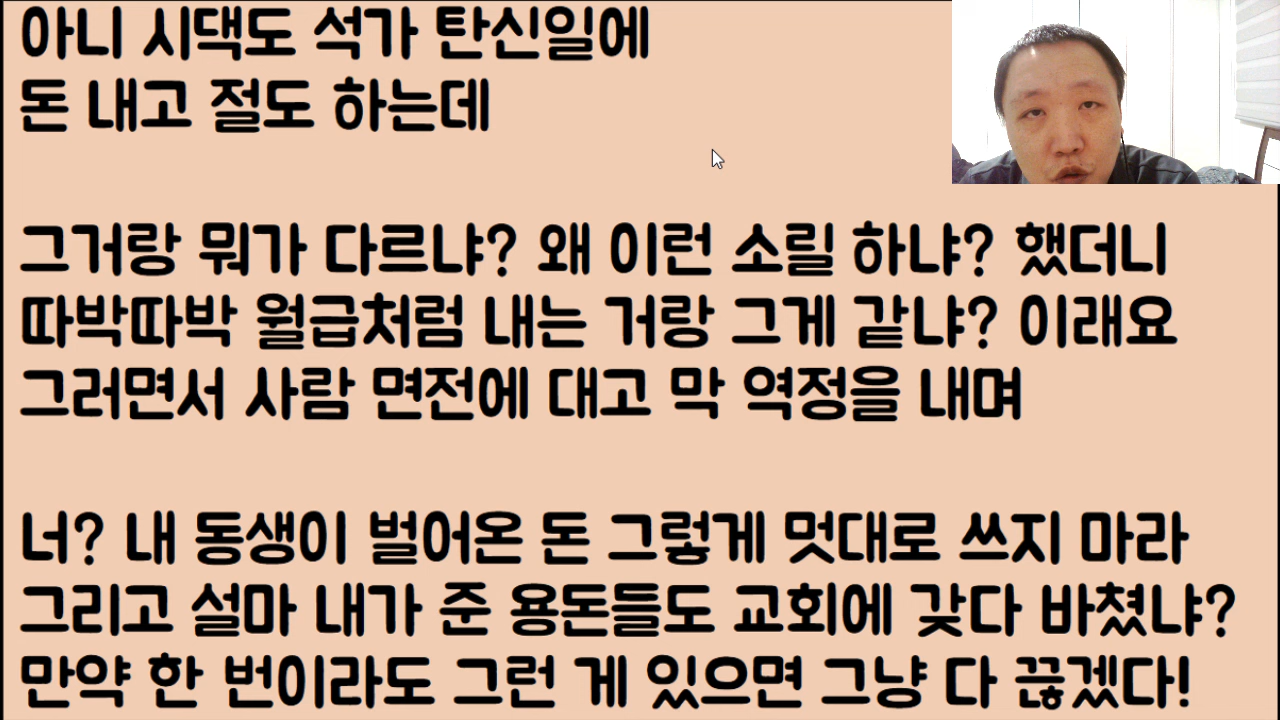 아니 시댁도 석가 탄신일에
돈 내고 절도 하는데
그거랑 뭐가 다르냐? 왜 이런 소릴 하냐? 했더니
따박따박 월급처럼 내는 거랑 그게 같냐? 이래요
그러면서 사람 면전에 대고 막 역정을 내며
너? 내 동생이 벌어온 돈 그렇게 멋대로 쓰지 마라
그리고 설마 내가 준 용돈들도 교회에 갖다 바쳤냐?
만약 한 번이라도 그런 게 있으면 그냥 다 끊겠다!